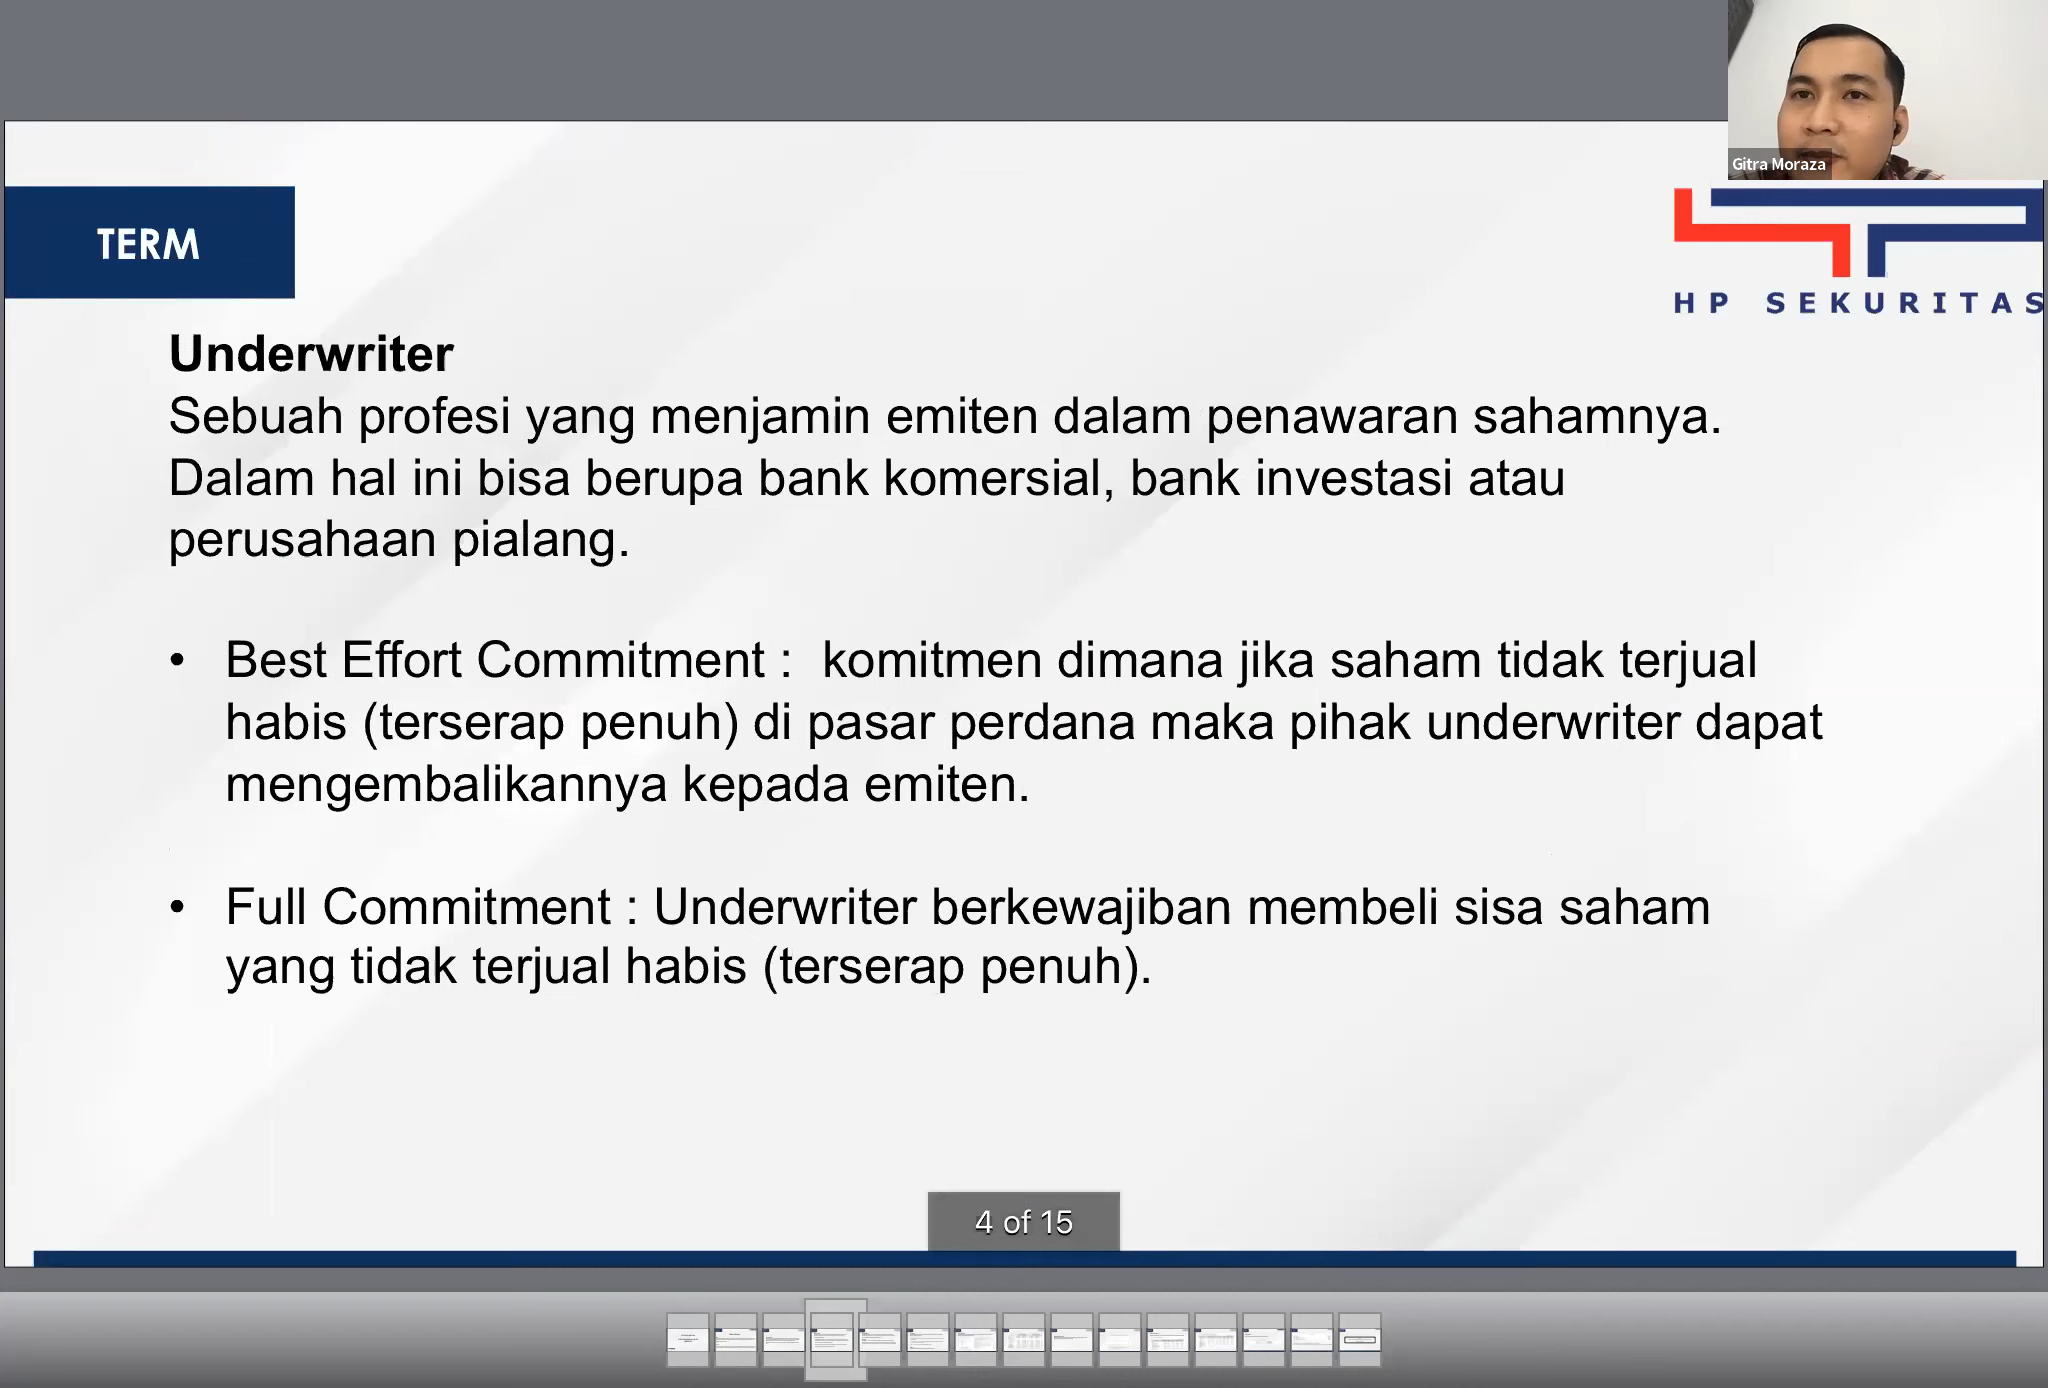 Gitra Moraza
TERM
HP SEKURITAS
Underwriter
Sebuah profesi yang menjamin emiten dalam penawaran sahamnya.
Dalam hal ini bisa berupa bank komersial, bank investasi atau
perusahaan pialang.
• Best Effort Commitment :  komitmen dimana jika saham tidak terjual
habis (terserap penuh) di pasar perdana maka pihak underwriter dapat
mengembalikannya kepada emiten.
• Full Commitment : Underwriter berkewajiban membeli sisa saham
yang tidak terjual habis (terserap penuh).
4 of 15